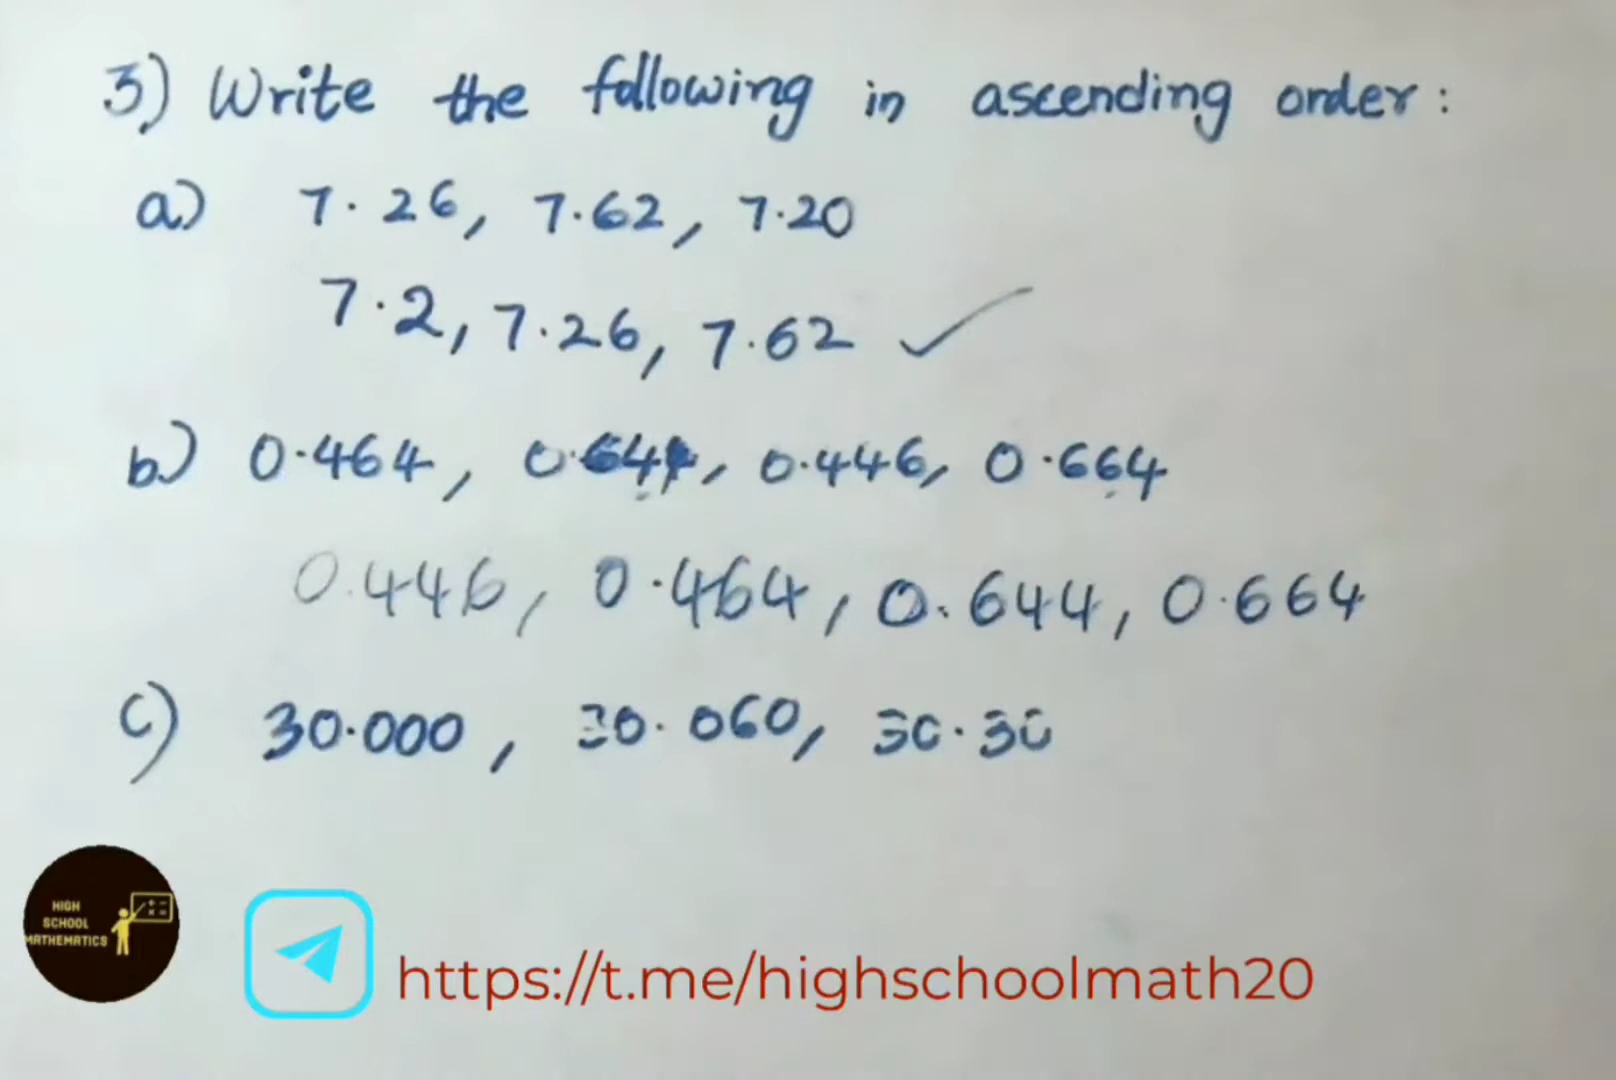 3) Write the following in ascending order:
a) 7.26, 7.62, 7.20
7.2, 7.26, 7.62 ✓
b) 0.464, 0.644, 0.446, 0.664
0.446, 0.464, 0.644, 0.664
c) 30.000, 30.060, 30.30
HIGH
SCHOOL
MATHEMATICS
https://t.me/highschoolmath20